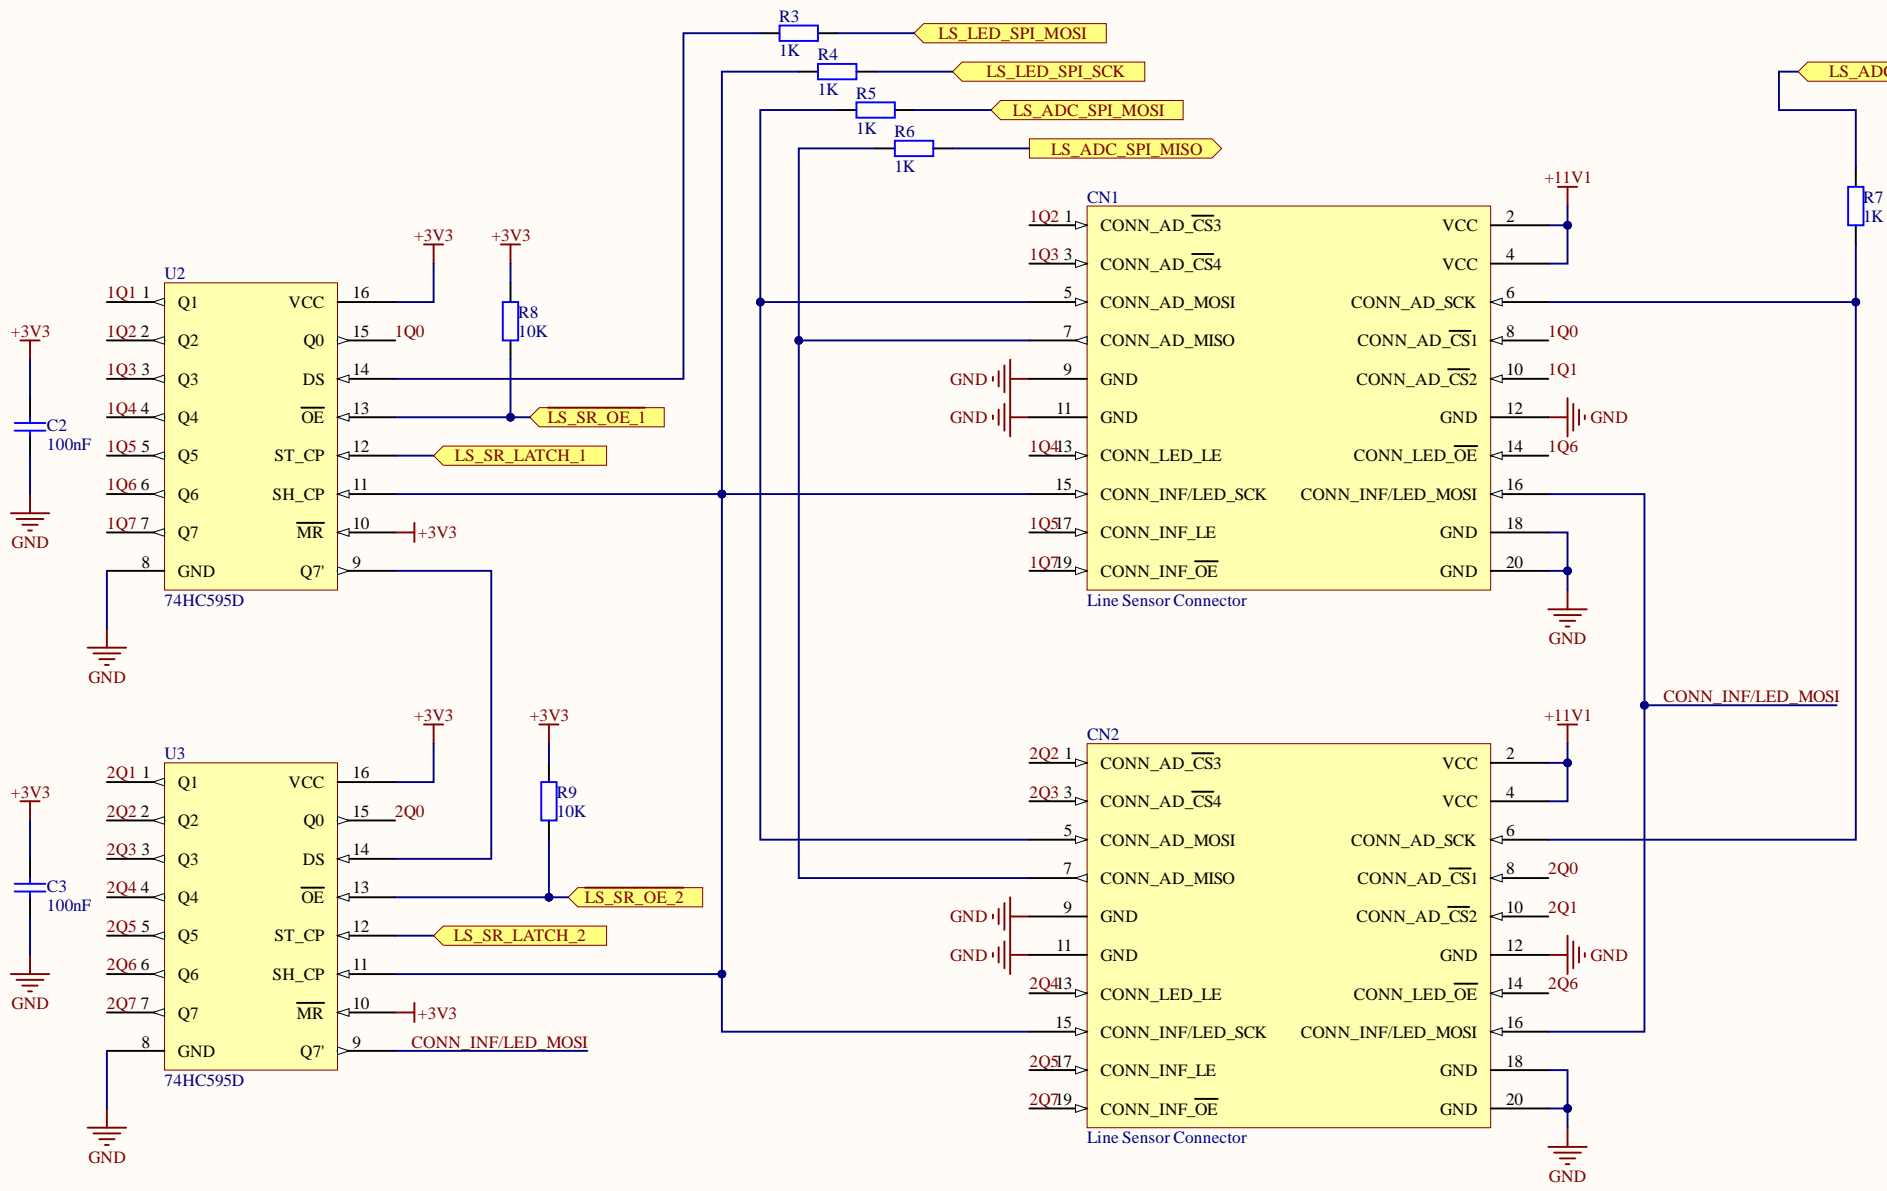 R3
1K
LS_LED_SPI_MOSI
R4
1K
LS_LED_SPI_SCK
R5
1K
LS_ADC_SPI_MOSI
R6
1K
LS_ADC_SPI_MISO
R7
1K
+3V3
C2
100nF
GND
U2
+3V3
+3V3
R8
10K
1Q1 1 Q1 VCC 16
1Q2 2 Q2 Q0 15 1Q0
1Q3 3 Q3 DS 14
1Q4 4 Q4 OE 13 LS_SR_OE_1
1Q5 5 Q5 ST_CP 12 LS_SR_LATCH_1
1Q6 6 Q6 SH_CP 11
1Q7 7 Q7 MR 10 +3V3
8 GND Q7' 9
74HC595D
GND
CN1
+11V1
1Q2 1 CONN_AD_CS3 VCC 2
1Q3 3 CONN_AD_CS4 VCC 4
5 CONN_AD_MOSI CONN_AD_SCK 6
7 CONN_AD_MISO CONN_AD_CS1 8 1Q0
GND 9 GND CONN_AD_CS2 10 1Q1
GND 11 GND GND 12 GND
1Q4 13 CONN_LED_LE CONN_LED_OE 14 1Q6
15 CONN_INF/LED_SCK CONN_INF/LED_MOSI 16
1Q5 17 CONN_INF_LE GND 18
1Q7 19 CONN_INF_OE GND 20
Line Sensor Connector
GND
CONN_INF/LED_MOSI
+3V3
C3
100nF
GND
U3
+3V3
+3V3
R9
10K
2Q1 1 Q1 VCC 16
2Q2 2 Q2 Q0 15 2Q0
2Q3 3 Q3 DS 14
2Q4 4 Q4 OE 13 LS_SR_OE_2
2Q5 5 Q5 ST_CP 12 LS_SR_LATCH_2
2Q6 6 Q6 SH_CP 11
2Q7 7 Q7 MR 10 +3V3
8 GND Q7' 9 CONN_INF/LED_MOSI
74HC595D
GND
CN2
+11V1
2Q2 1 CONN_AD_CS3 VCC 2
2Q3 3 CONN_AD_CS4 VCC 4
5 CONN_AD_MOSI CONN_AD_SCK 6
7 CONN_AD_MISO CONN_AD_CS1 8 2Q0
GND 9 GND CONN_AD_CS2 10 2Q1
GND 11 GND GND 12 GND
2Q4 13 CONN_LED_LE CONN_LED_OE 14 2Q6
15 CONN_INF/LED_SCK CONN_INF/LED_MOSI 16
2Q5 17 CONN_INF_LE GND 18
2Q7 19 CONN_INF_OE GND 20
Line Sensor Connector
GND